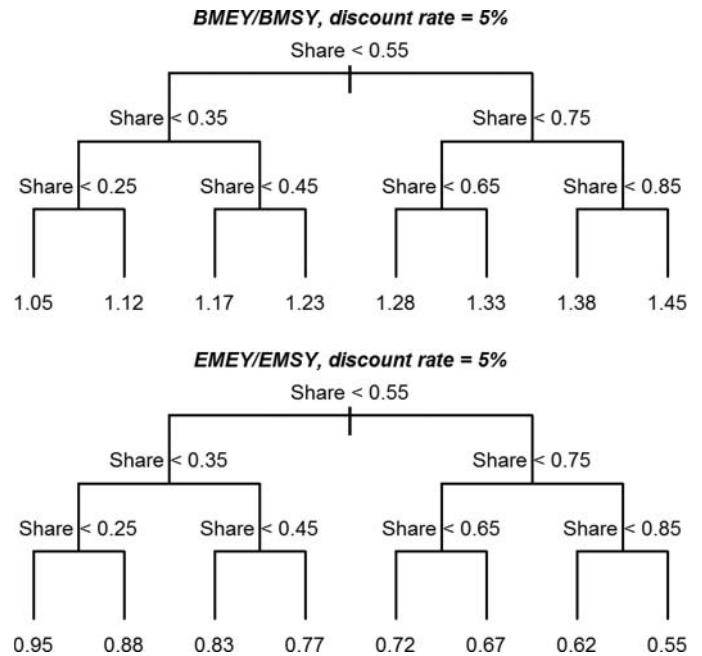 BMEY/BMSY, discount rate = 5%
Share < 0.55
Share < 0.35 Share < 0.75
Share < 0.25 Share < 0.45 Share < 0.65 Share < 0.85
1.05 1.12 1.17 1.23 1.28 1.33 1.38 1.45
EMEY/EMSY, discount rate = 5%
Share < 0.55
Share < 0.35 Share < 0.75
Share < 0.25 Share < 0.45 Share < 0.65 Share < 0.85
0.95 0.88 0.83 0.77 0.72 0.67 0.62 0.55